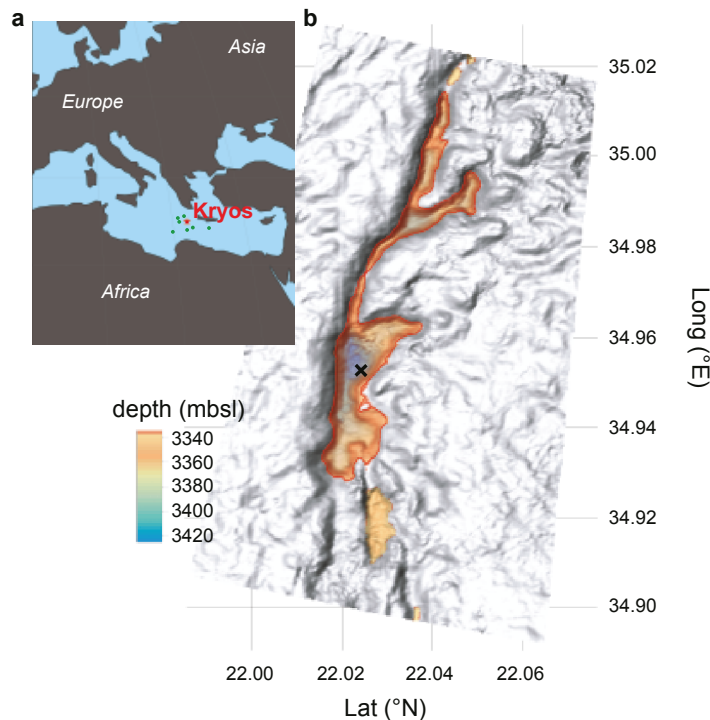 a
b
Asia
Europe
Kryos
Africa
depth (mbsl)
3340
3360
3380
3400
3420
35.02
35.00
34.98
34.96
34.94
34.92
34.90
Long (°E)
22.00
22.02
22.04
22.06
Lat (°N)